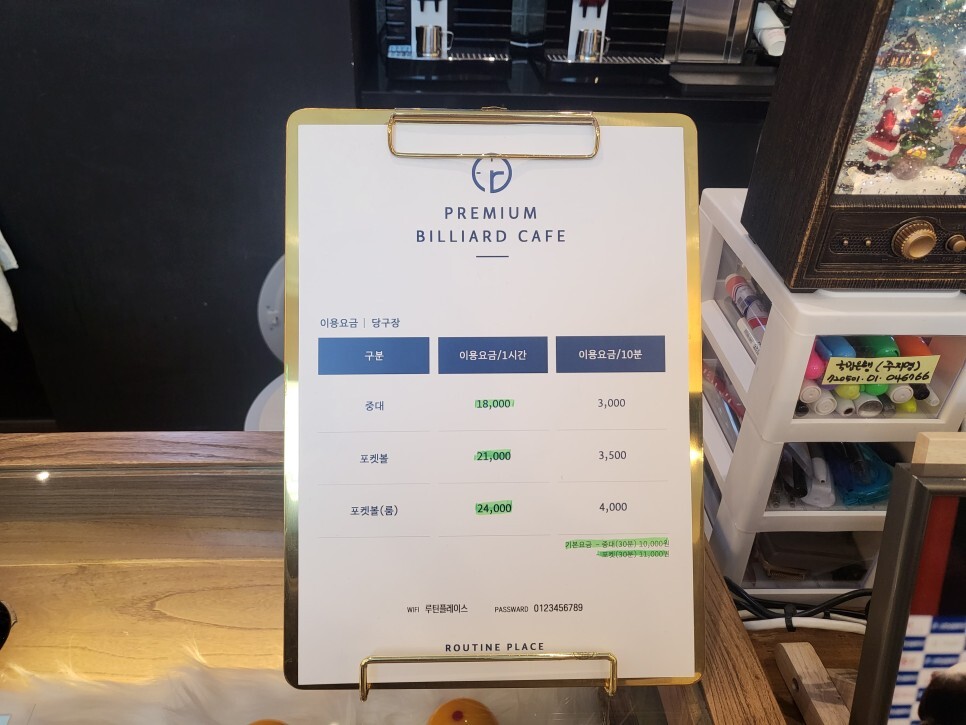 r
PREMIUM
BILLIARD CAFE
이용요금 | 당구장
구분 이용요금/1시간 이용요금/10분
중대 18,000 3,000
포켓볼 21,000 3,500
포켓볼(룸) 24,000 4,000
기본요금 - 중대(30분) 10,000원
포켓(30분) 11,000원
WIFI 루틴플레이스 PASSWARD 0123456789
ROUTINE PLACE